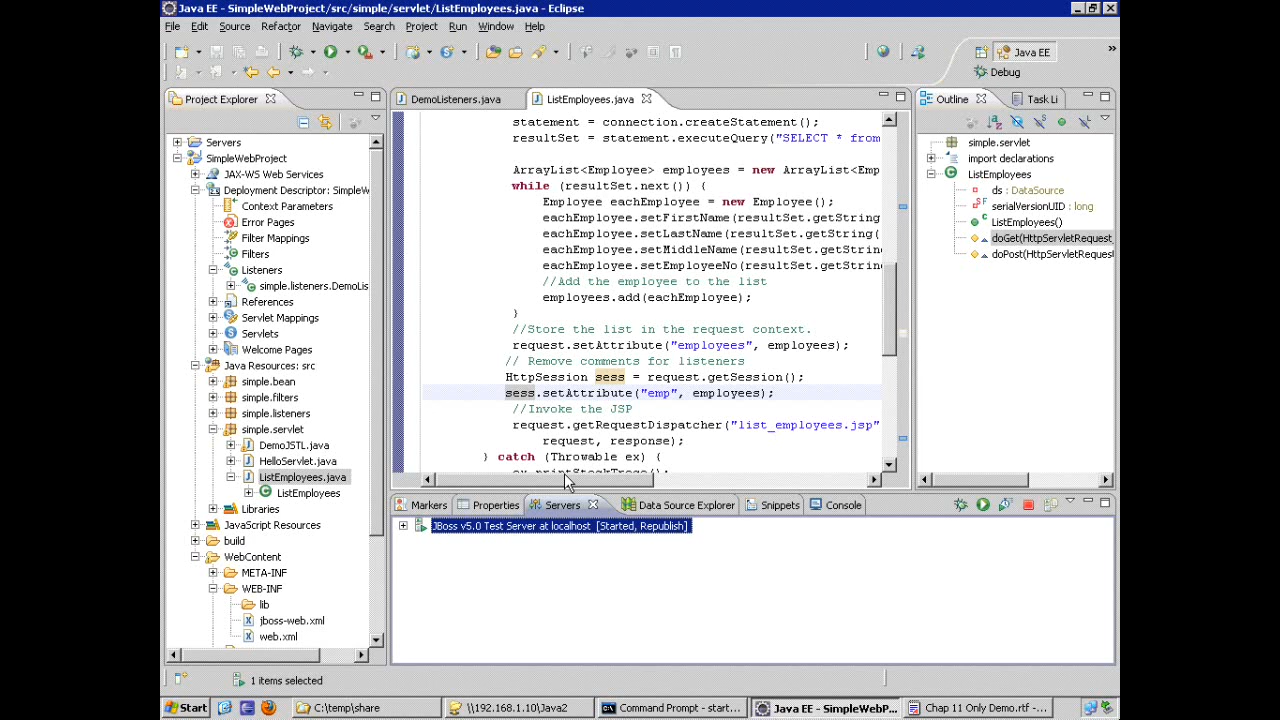 Java EE - SimpleWebProject/src/simple/servlet/ListEmployees.java - Eclipse
File Edit Source Refactor Navigate Search Project Run Window Help
Java EE
Debug
Project Explorer
Servers
SimpleWebProject
JAX-WS Web Services
Deployment Descriptor: SimpleW
Context Parameters
Error Pages
Filter Mappings
Filters
Listeners
simple.listeners.DemoLis
References
Servlet Mappings
Servlets
Welcome Pages
Java Resources: src
simple.bean
simple.filters
simple.listeners
simple.servlet
DemoJSTL.java
HelloServlet.java
ListEmployees.java
ListEmployees
Libraries
JavaScript Resources
build
WebContent
META-INF
WEB-INF
lib
jboss-web.xml
web.xml
DemoListeners.java ListEmployees.java
statement = connection.createStatement();
resultSet = statement.executeQuery("SELECT * from
ArrayList<Employee> employees = new ArrayList<Emp
while (resultSet.next()) {
Employee eachEmployee = new Employee();
eachEmployee.setFirstName(resultSet.getString
eachEmployee.setLastName(resultSet.getString(
eachEmployee.setMiddleName(resultSet.getStrin
eachEmployee.setEmployeeNo(resultSet.getStrin
//Add the employee to the list
employees.add(eachEmployee);
}
//Store the list in the request context.
request.setAttribute("employees", employees);
// Remove comments for listeners
HttpSession sess = request.getSession();
sess.setAttribute("emp", employees);
//Invoke the JSP
request.getRequestDispatcher("list_employees.jsp"
request, response);
} catch (Throwable ex) {
ex.printStackTrace();
Outline Task Li
simple.servlet
import declarations
ListEmployees
ds : DataSource
serialVersionUID : long
ListEmployees()
doGet(HttpServletRequest
doPost(HttpServletRequest
Markers Properties Servers Data Source Explorer Snippets Console
JBoss v5.0 Test Server at localhost [Started, Republish]
1 items selected
Start C:\temp\share \\192.168.1.10\Java2 Command Prompt - start... Java EE - SimpleWebP... Chap 11 Only Demo.rtf - ...